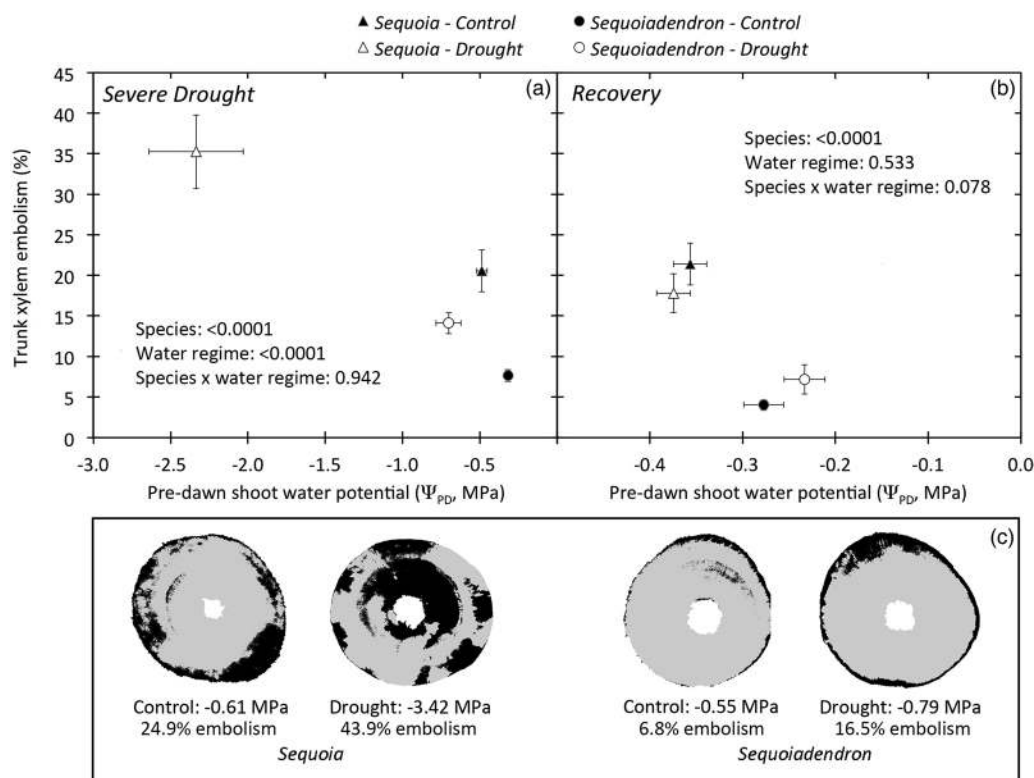 ▲ Sequoia - Control ● Sequoiadendron - Control
△ Sequoia - Drought ○ Sequoiadendron - Drought
Severe Drought (a)
Recovery (b)
Trunk xylem embolism (%)
45
40
35
30
25
20
15
10
5
0
Species: <0.0001
Water regime: <0.0001
Species x water regime: 0.942
Species: <0.0001
Water regime: 0.533
Species x water regime: 0.078
-3.0 -2.5 -2.0 -1.5 -1.0 -0.5
-0.4 -0.3 -0.2 -0.1 0.0
Pre-dawn shoot water potential (ΨPD, MPa)
Pre-dawn shoot water potential (ΨPD, MPa)
(c)
Control: -0.61 MPa
24.9% embolism
Drought: -3.42 MPa
43.9% embolism
Sequoia
Control: -0.55 MPa
6.8% embolism
Drought: -0.79 MPa
16.5% embolism
Sequoiadendron